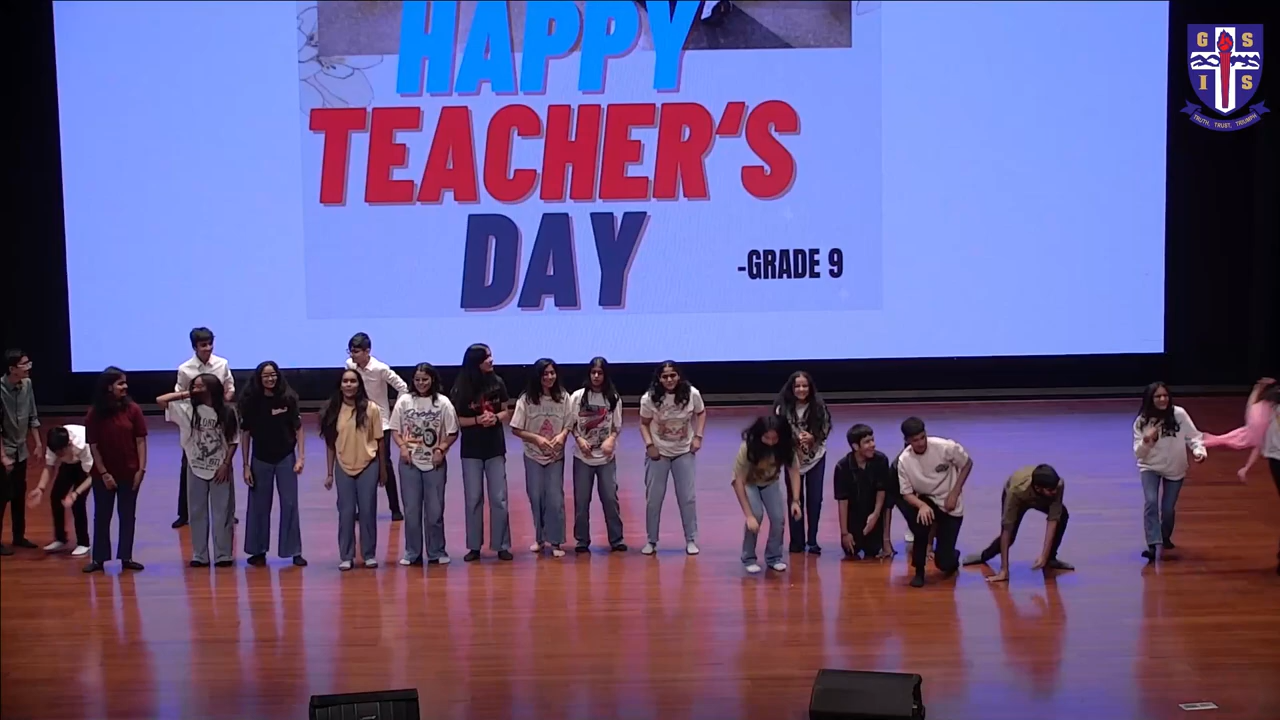 HAPPY
TEACHER'S
DAY
-GRADE 9
G S
I S
TRUTH, TRUST, TRIUMPH